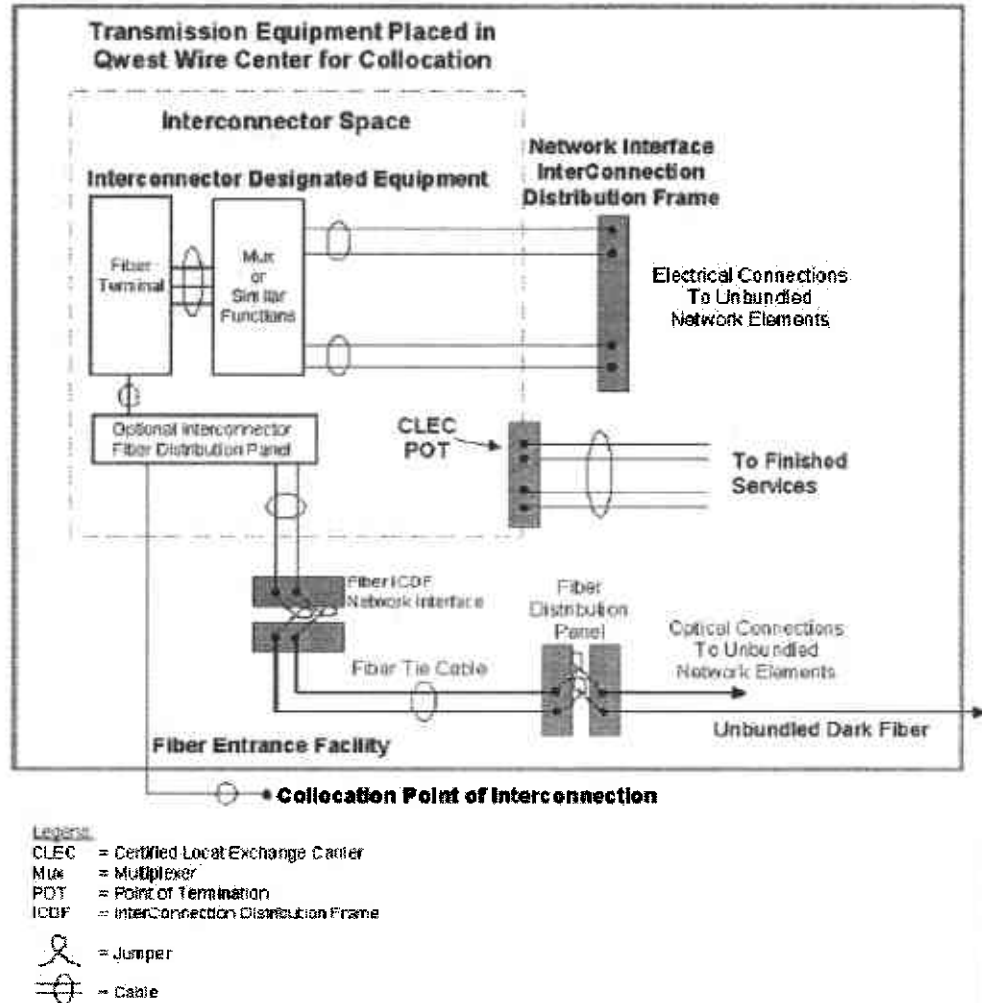 Transmission Equipment Placed in
Qwest Wire Center for Collocation
Interconnector Space
Interconnector Designated Equipment
Network Interface
InterConnection
Distribution Frame
Fiber
Terminal
Mux
or
Similar
Functions
Electrical Connections
To Unbundled
Network Elements
Optional Interconnector
Fiber Distribution Panel
CLEC
POT
To Finished
Services
Fiber ICDF
Network Interface
Fiber
Distribution
Panel
Optical Connections
To Unbundled
Network Elements
Fiber Tie Cable
Unbundled Dark Fiber
Fiber Entrance Facility
Collocation Point of Interconnection
Legend:
CLEC = Certified Local Exchange Carrier
Mux = Multiplexer
POT = Point of Termination
ICDF = InterConnection Distribution Frame
= Jumper
= Cable